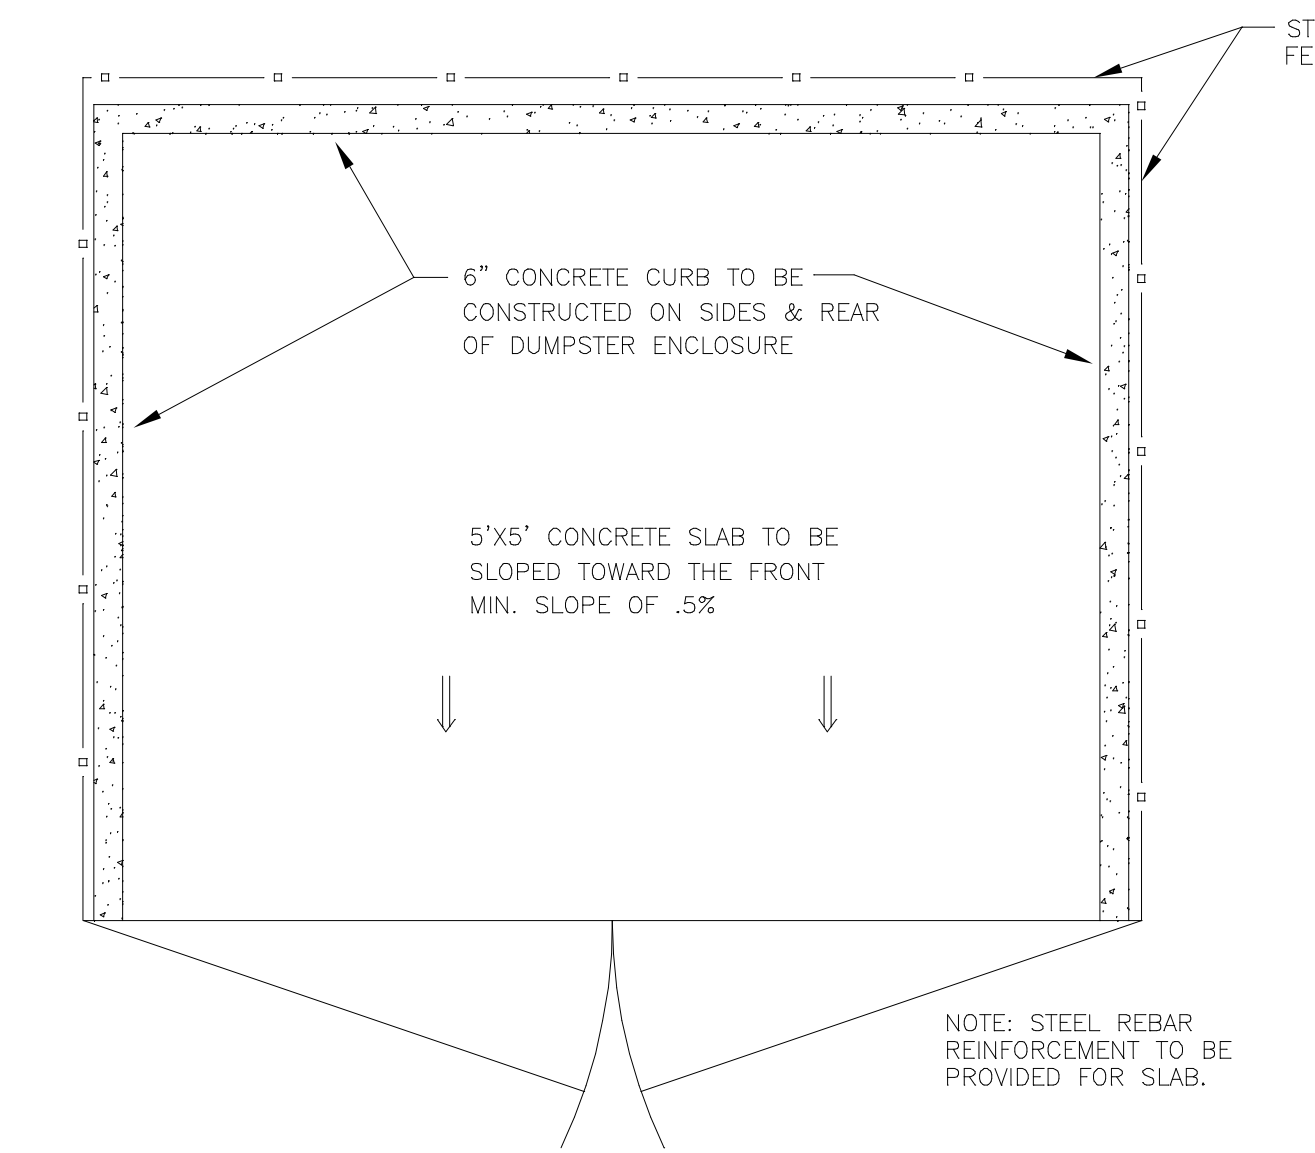 6” CONCRETE CURB TO BE
CONSTRUCTED ON SIDES & REAR
OF DUMPSTER ENCLOSURE
5’X5’ CONCRETE SLAB TO BE
SLOPED TOWARD THE FRONT
MIN. SLOPE OF .5%
NOTE: STEEL REBAR
REINFORCEMENT TO BE
PROVIDED FOR SLAB.